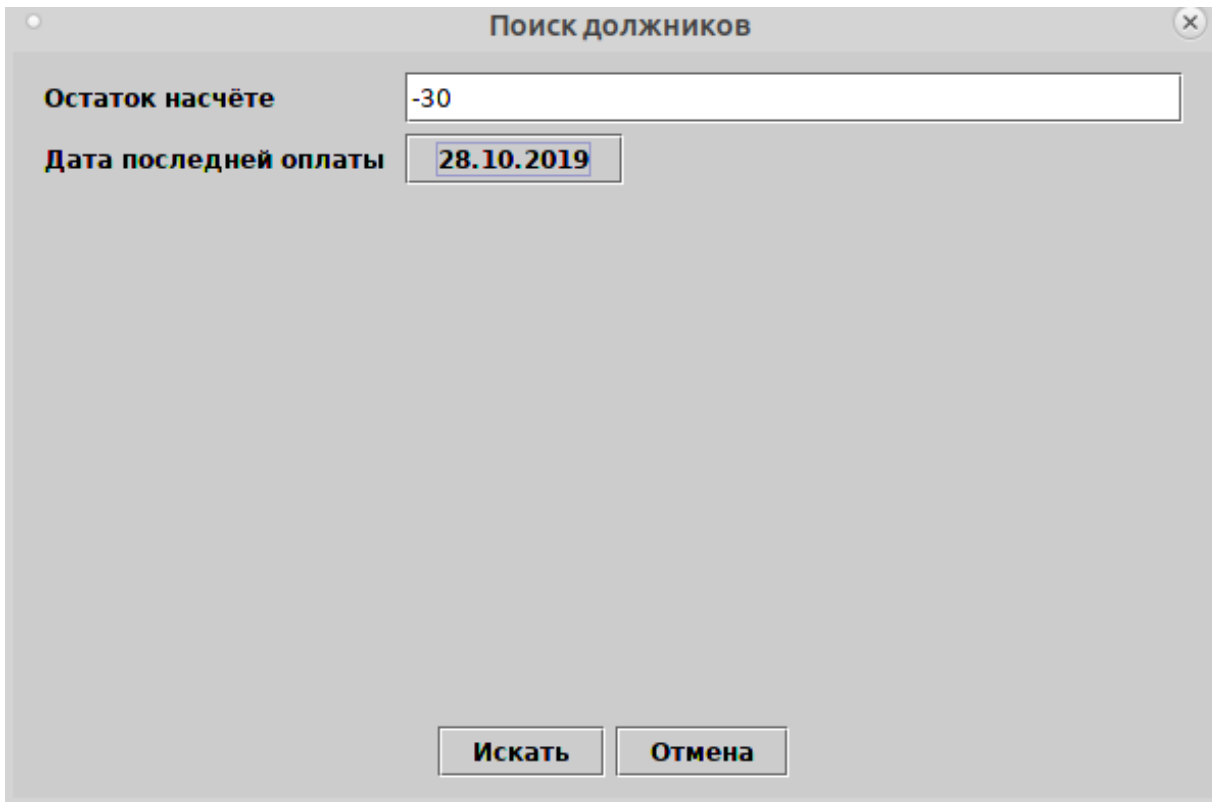 Поиск должников
Остаток насчёте -30
Дата последней оплаты 28.10.2019
Искать Отмена